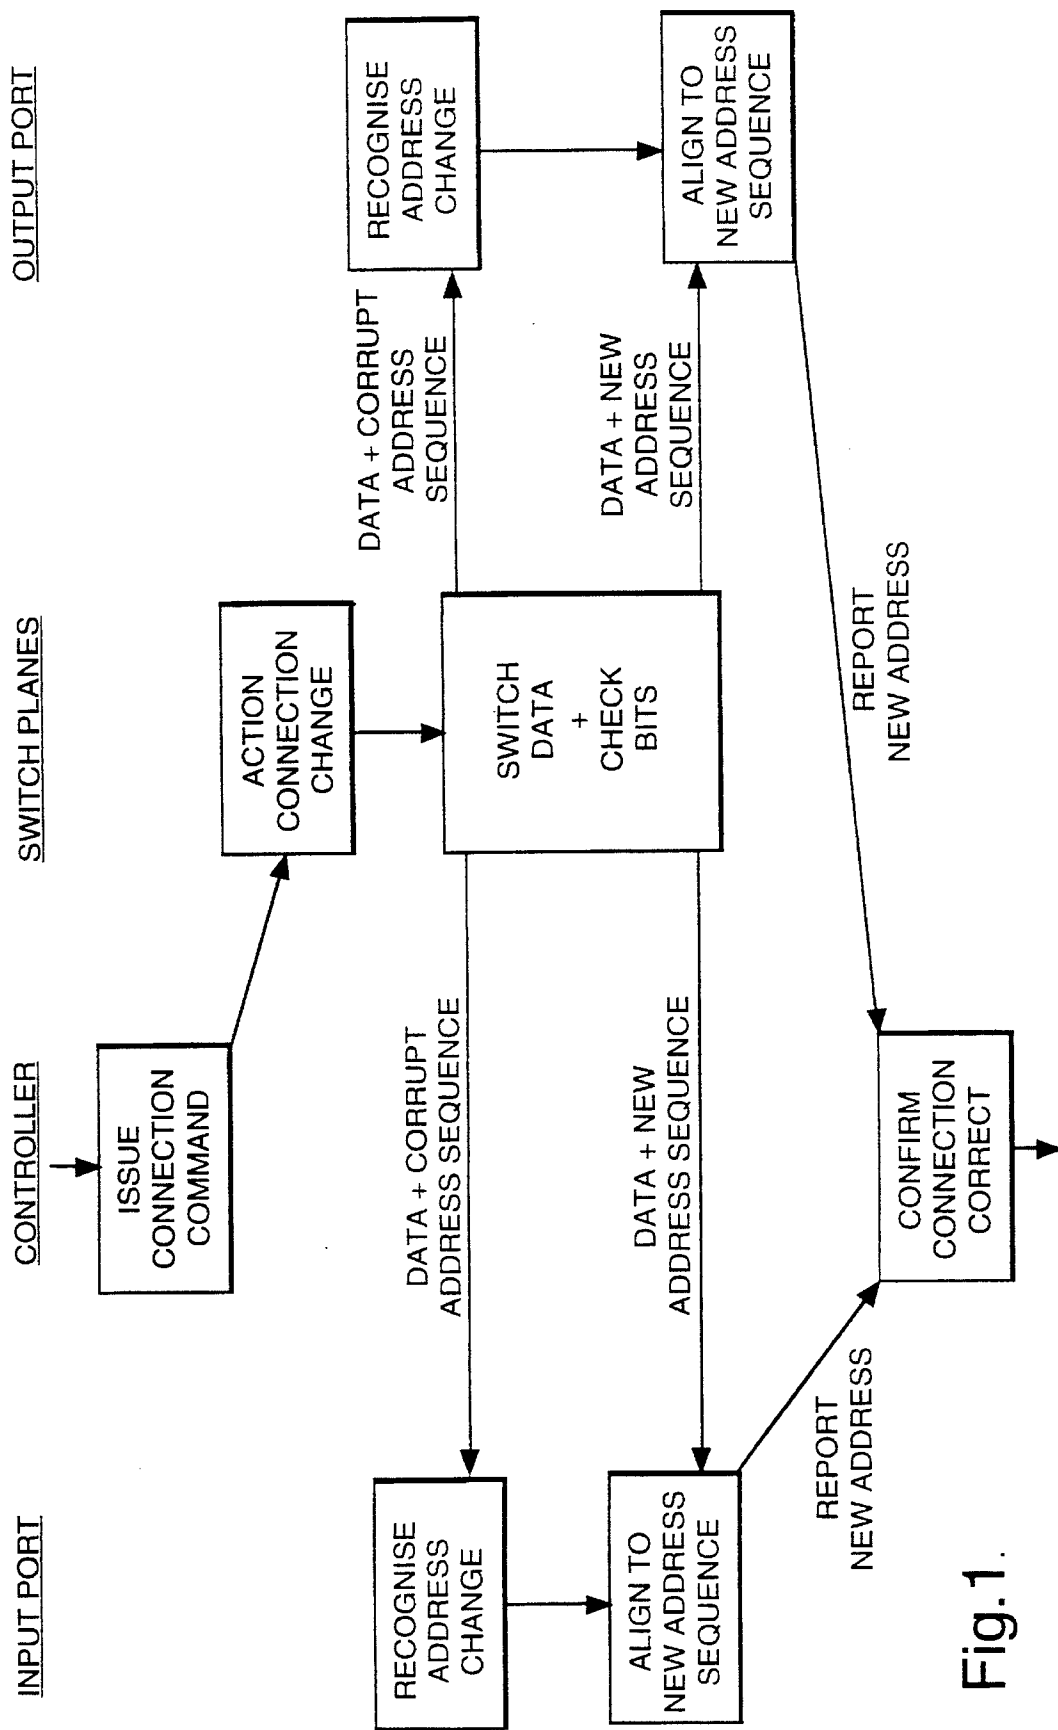 INPUT PORT
CONTROLLER
SWITCH PLANES
OUTPUT PORT
ISSUE
CONNECTION
COMMAND
ACTION
CONNECTION
CHANGE
RECOGNISE
ADDRESS
CHANGE
DATA + CORRUPT
ADDRESS SEQUENCE
SWITCH
DATA
+
CHECK
BITS
DATA + CORRUPT
ADDRESS
SEQUENCE
RECOGNISE
ADDRESS
CHANGE
ALIGN TO
NEW ADDRESS
SEQUENCE
DATA + NEW
ADDRESS SEQUENCE
DATA + NEW
ADDRESS
SEQUENCE
ALIGN TO
NEW ADDRESS
SEQUENCE
REPORT
NEW ADDRESS
CONFIRM
CONNECTION
CORRECT
REPORT
NEW ADDRESS
Fig.1.